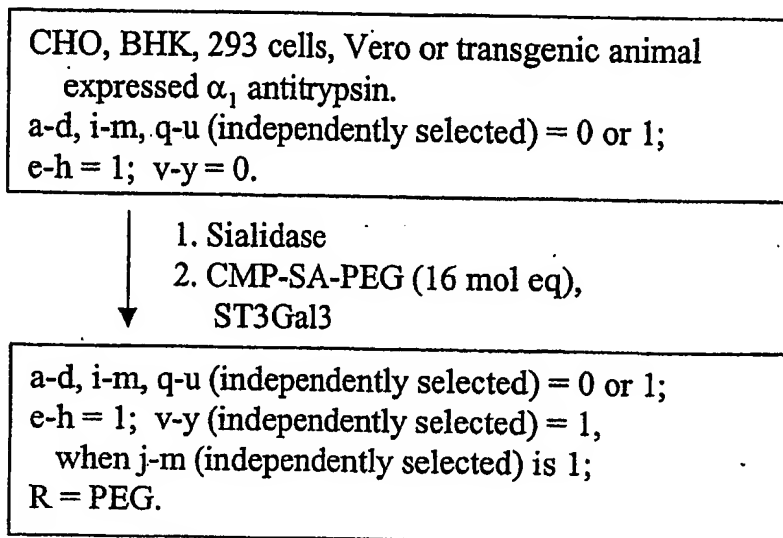 CHO, BHK, 293 cells, Vero or transgenic animal
expressed α₁ antitrypsin.
a-d, i-m, q-u (independently selected) = 0 or 1;
e-h = 1; v-y = 0.
1. Sialidase
2. CMP-SA-PEG (16 mol eq),
ST3Gal3
a-d, i-m, q-u (independently selected) = 0 or 1;
e-h = 1; v-y (independently selected) = 1,
when j-m (independently selected) is 1;
R = PEG.